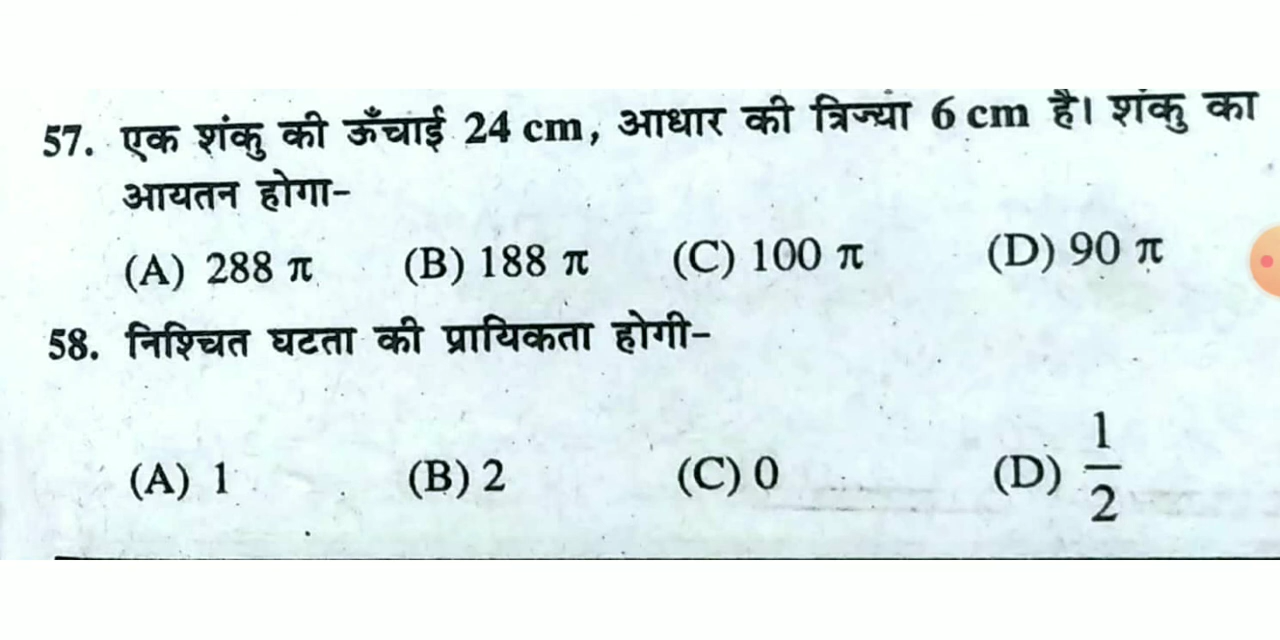 57. एक शंकु की ऊँचाई 24 cm, आधार की त्रिज्या 6 cm है। शंकु का
आयतन होगा-
(A) 288 π (B) 188 π (C) 100 π (D) 90 π
58. निश्चित घटता की प्रायिकता होगी-
(A) 1 (B) 2 (C) 0 (D) 1/2